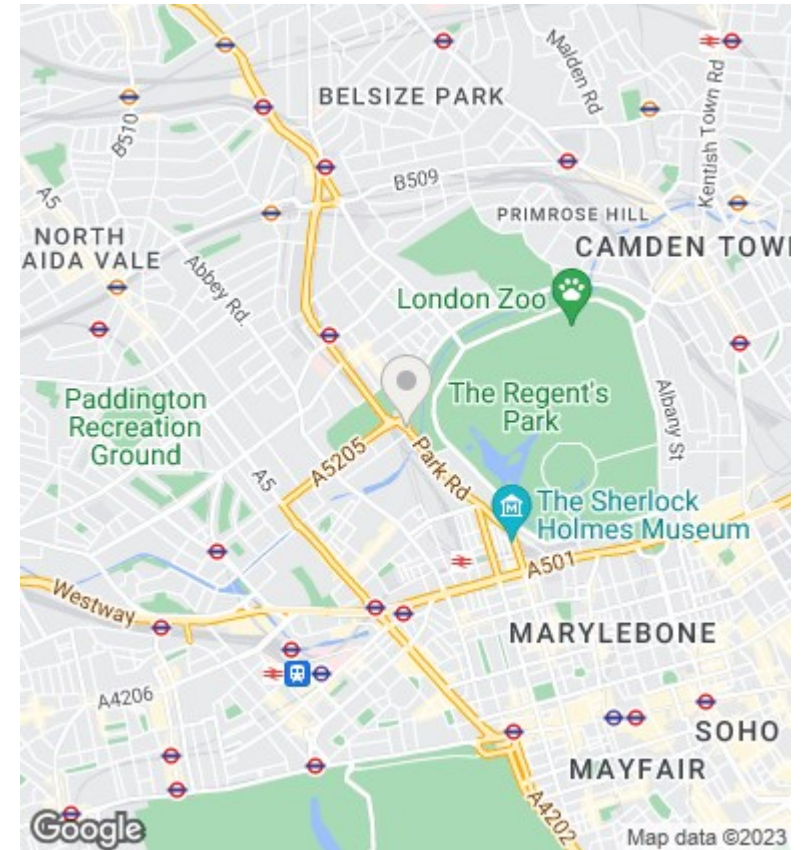 BELSIZE PARK
Malden Rd
Kentish Town Rd
B510
B509
A5
PRIMROSE HILL
NORTH
AIDA VALE
CAMDEN TOW
Abbey Rd.
London Zoo
Paddington
Recreation
Ground
The Regent's
Park
Albany St
A5205
Park Rd
A5
The Sherlock
Holmes Museum
A501
Westway
MARYLEBONE
A4206
SOHO
MAYFAIR
A4202
Google
Map data ©2023